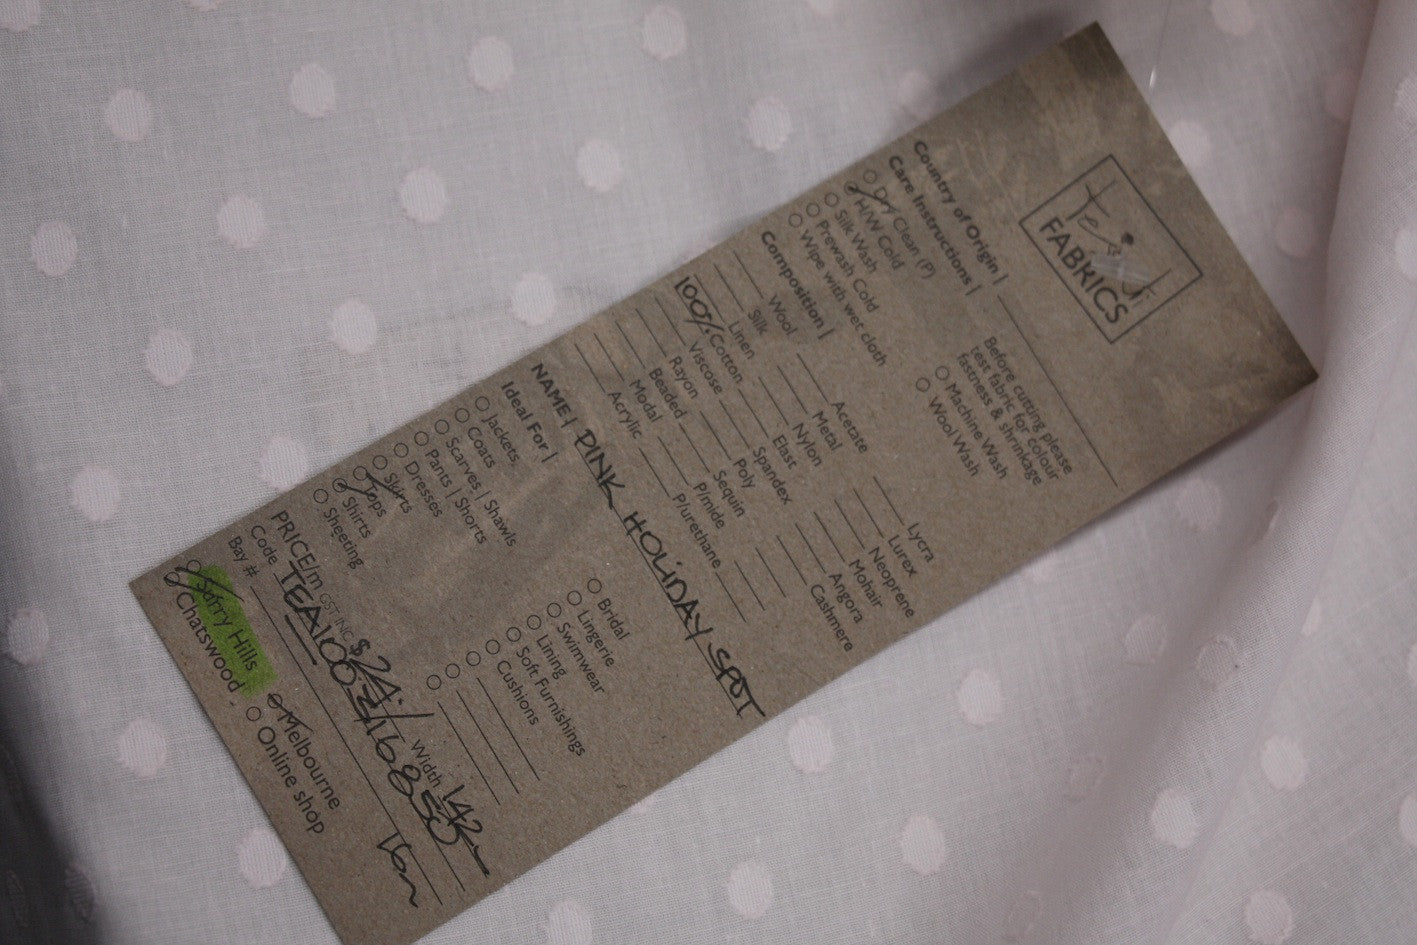 Tessuti
FABRICS
Country of Origin |
Care Instructions |
Dry Clean (P)
H/W Cold
Silk Wash
Prewash Cold
Wipe with wet cloth
Before cutting please
test fabric for colour
fastness & shrinkage
Machine Wash
Wool Wash
Composition |
Wool
Silk
Linen
100% Cotton
Viscose
Rayon
Beaded
Modal
Acrylic
Acetate
Metal
Nylon
Elast
Spandex
Poly
Sequin
P/mide
P/urethane
Lycra
Lurex
Neoprene
Mohair
Angora
Cashmere
NAME | PINK HOLIDAY SPOT
Ideal For |
Jackets
Coats
Scarves | Shawls
Pants | Shorts
Dresses
Skirts
Tops
Shirts
Sheeting
Bridal
Lingerie
Swimwear
Lining
Soft Furnishings
Cushions
PRICE/m GST INC $24.- Width 142
Code
Bay #
Surry Hills
Chatswood
Melbourne
Online shop